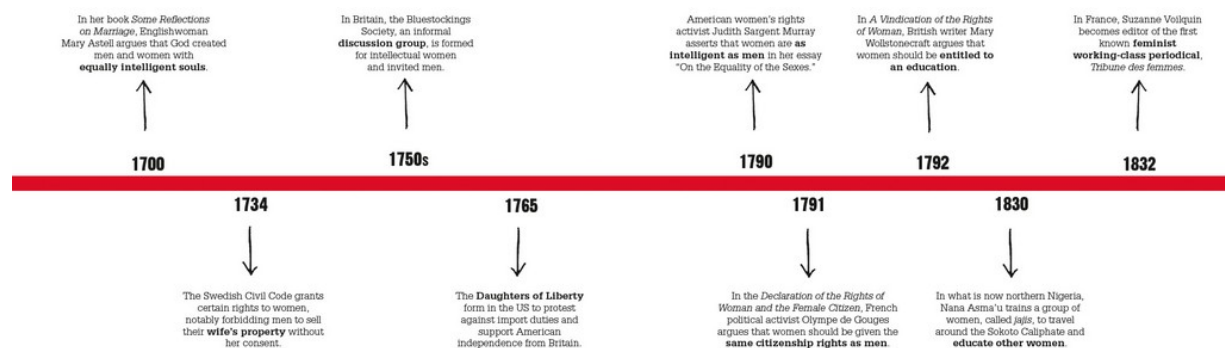 In her book Some Reflections
on Marriage, Englishwoman
Mary Astell argues that God created
men and women with
equally intelligent souls.
In Britain, the Bluestockings
Society, an informal
discussion group, is formed
for intellectual women
and invited men.
American women's rights
activist Judith Sargent Murray
asserts that women are as
intelligent as men in her essay
"On the Equality of the Sexes."
In A Vindication of the Rights
of Woman, British writer Mary
Wollstonecraft argues that
women should be entitled to
an education.
In France, Suzanne Voilquin
becomes editor of the first
known feminist
working-class periodical,
Tribune des femmes.
1700
1750s
1790
1792
1832
1734
1765
1791
1830
The Swedish Civil Code grants
certain rights to women,
notably forbidding men to sell
their wife's property without
her consent.
The Daughters of Liberty
form in the US to protest
against import duties and
support American
independence from Britain.
In the Declaration of the Rights of
Woman and the Female Citizen, French
political activist Olympe de Gouges
argues that women should be given the
same citizenship rights as men.
In what is now northern Nigeria,
Nana Asma'u trains a group of
women, called jajis, to travel
around the Sokoto Caliphate and
educate other women.